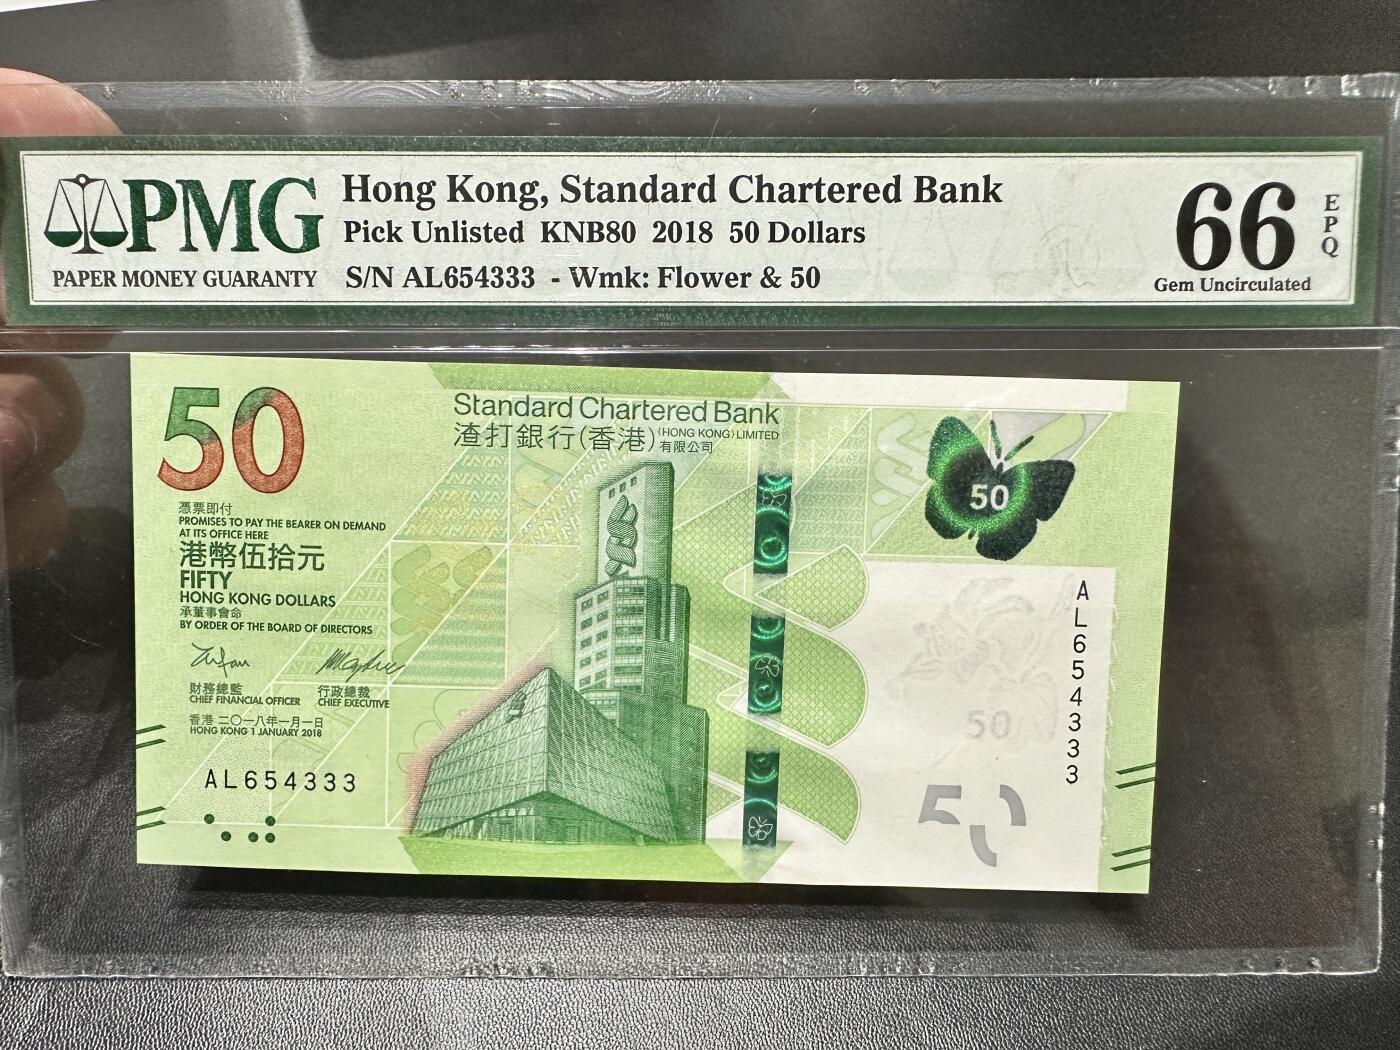 PMG
PAPER MONEY GUARANTY
Hong Kong, Standard Chartered Bank
Pick Unlisted KNB80 2018 50 Dollars
S/N AL654333 - Wmk: Flower & 50
66
EPQ
Gem Uncirculated
50
Standard Chartered Bank
渣打銀行(香港) (HONG KONG) LIMITED
有限公司
50
憑票即付
PROMISES TO PAY THE BEARER ON DEMAND
AT ITS OFFICE HERE
港幣伍拾元
FIFTY
HONG KONG DOLLARS
承董事會命
BY ORDER OF THE BOARD OF DIRECTORS
財務總監
CHIEF FINANCIAL OFFICER
行政總裁
CHIEF EXECUTIVE
香港 二〇一八年一月一日
HONG KONG 1 JANUARY 2018
AL654333
AL654333
50
50